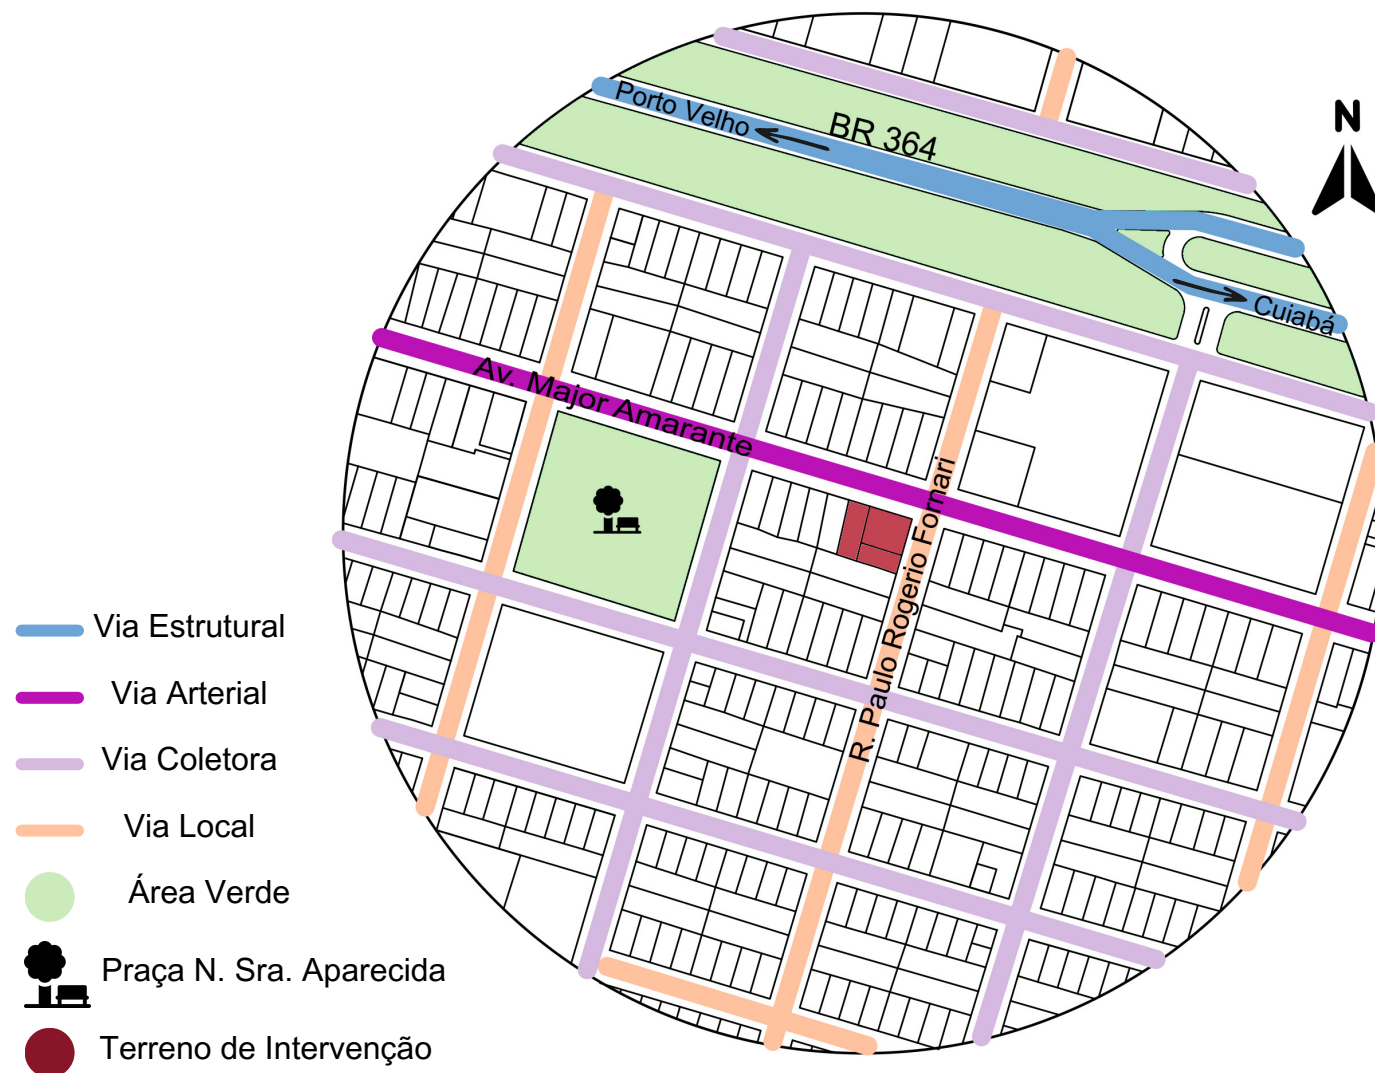 Porto Velho
BR 364
N
Cuiabá
Av. Major Amarante
R. Paulo Rogerio Fornari
Via Estrutural
Via Arterial
Via Coletora
Via Local
Área Verde
Praça N. Sra. Aparecida
Terreno de Intervenção